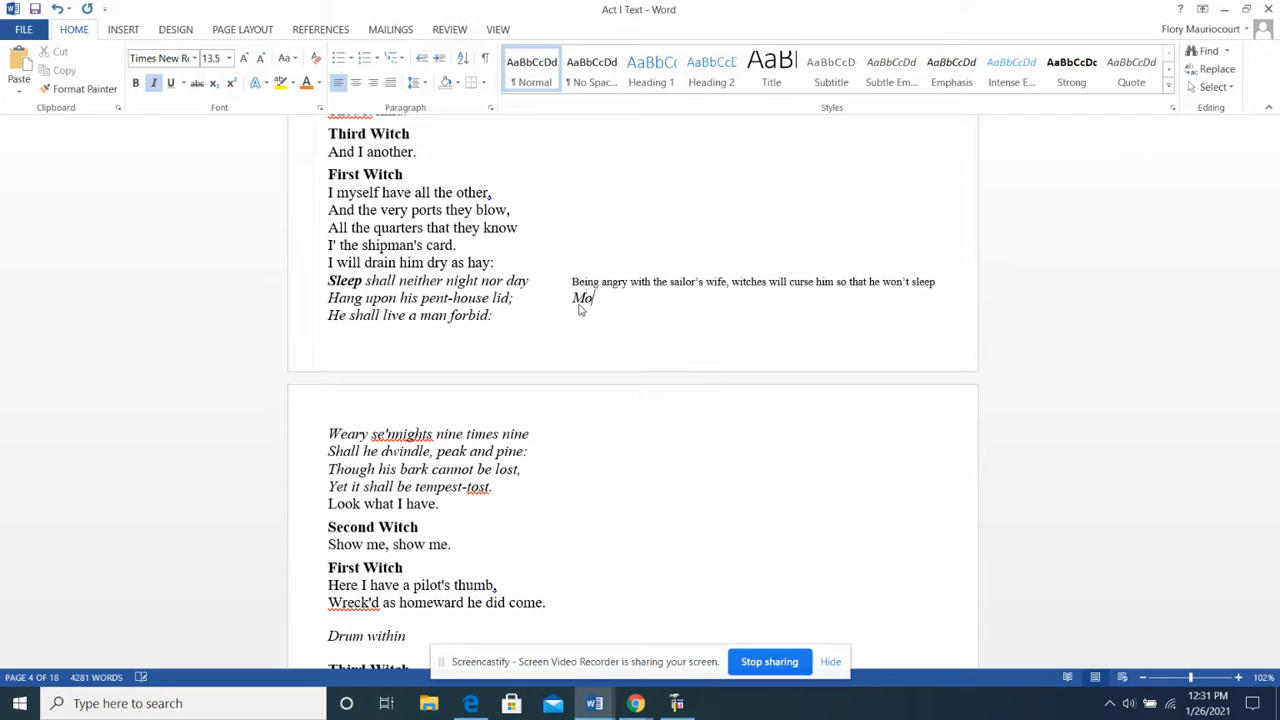 Act I Text - Word
FILE HOME INSERT DESIGN PAGE LAYOUT REFERENCES MAILINGS REVIEW VIEW
Flory Mauriocourt
Cut
Copy
Format Painter
Paste
Clipboard
Times New Ro 13.5
Font
Paragraph
AaBbCcDd AaBbCcDd AaBbCc AaBbCcD AaBb AaBbCcD AaBbCcDd AaBbCcDd AaBbCcDd AaBbCcDc AaBbCcDd
¶ Normal ¶ No Spac... Heading 1 Heading 2 Title Subtitle Subtle Em... Emphasis Intense E... Strong Quote
Styles
Find
Replace
Select
Editing
Third Witch
And I another.
First Witch
I myself have all the other,
And the very ports they blow,
All the quarters that they know
I' the shipman's card.
I will drain him dry as hay:
Sleep shall neither night nor day Being angry with the sailor's wife, witches will curse him so that he won't sleep
Hang upon his pent-house lid; Mo
He shall live a man forbid:
Weary se'nnights nine times nine
Shall he dwindle, peak and pine:
Though his bark cannot be lost,
Yet it shall be tempest-tost.
Look what I have.
Second Witch
Show me, show me.
First Witch
Here I have a pilot's thumb,
Wreck'd as homeward he did come.
Drum within
Third Witch
Screencastify - Screen Video Recorder is sharing your screen. Stop sharing Hide
PAGE 4 OF 18 4281 WORDS 102%
Type here to search
12:31 PM
1/26/2021